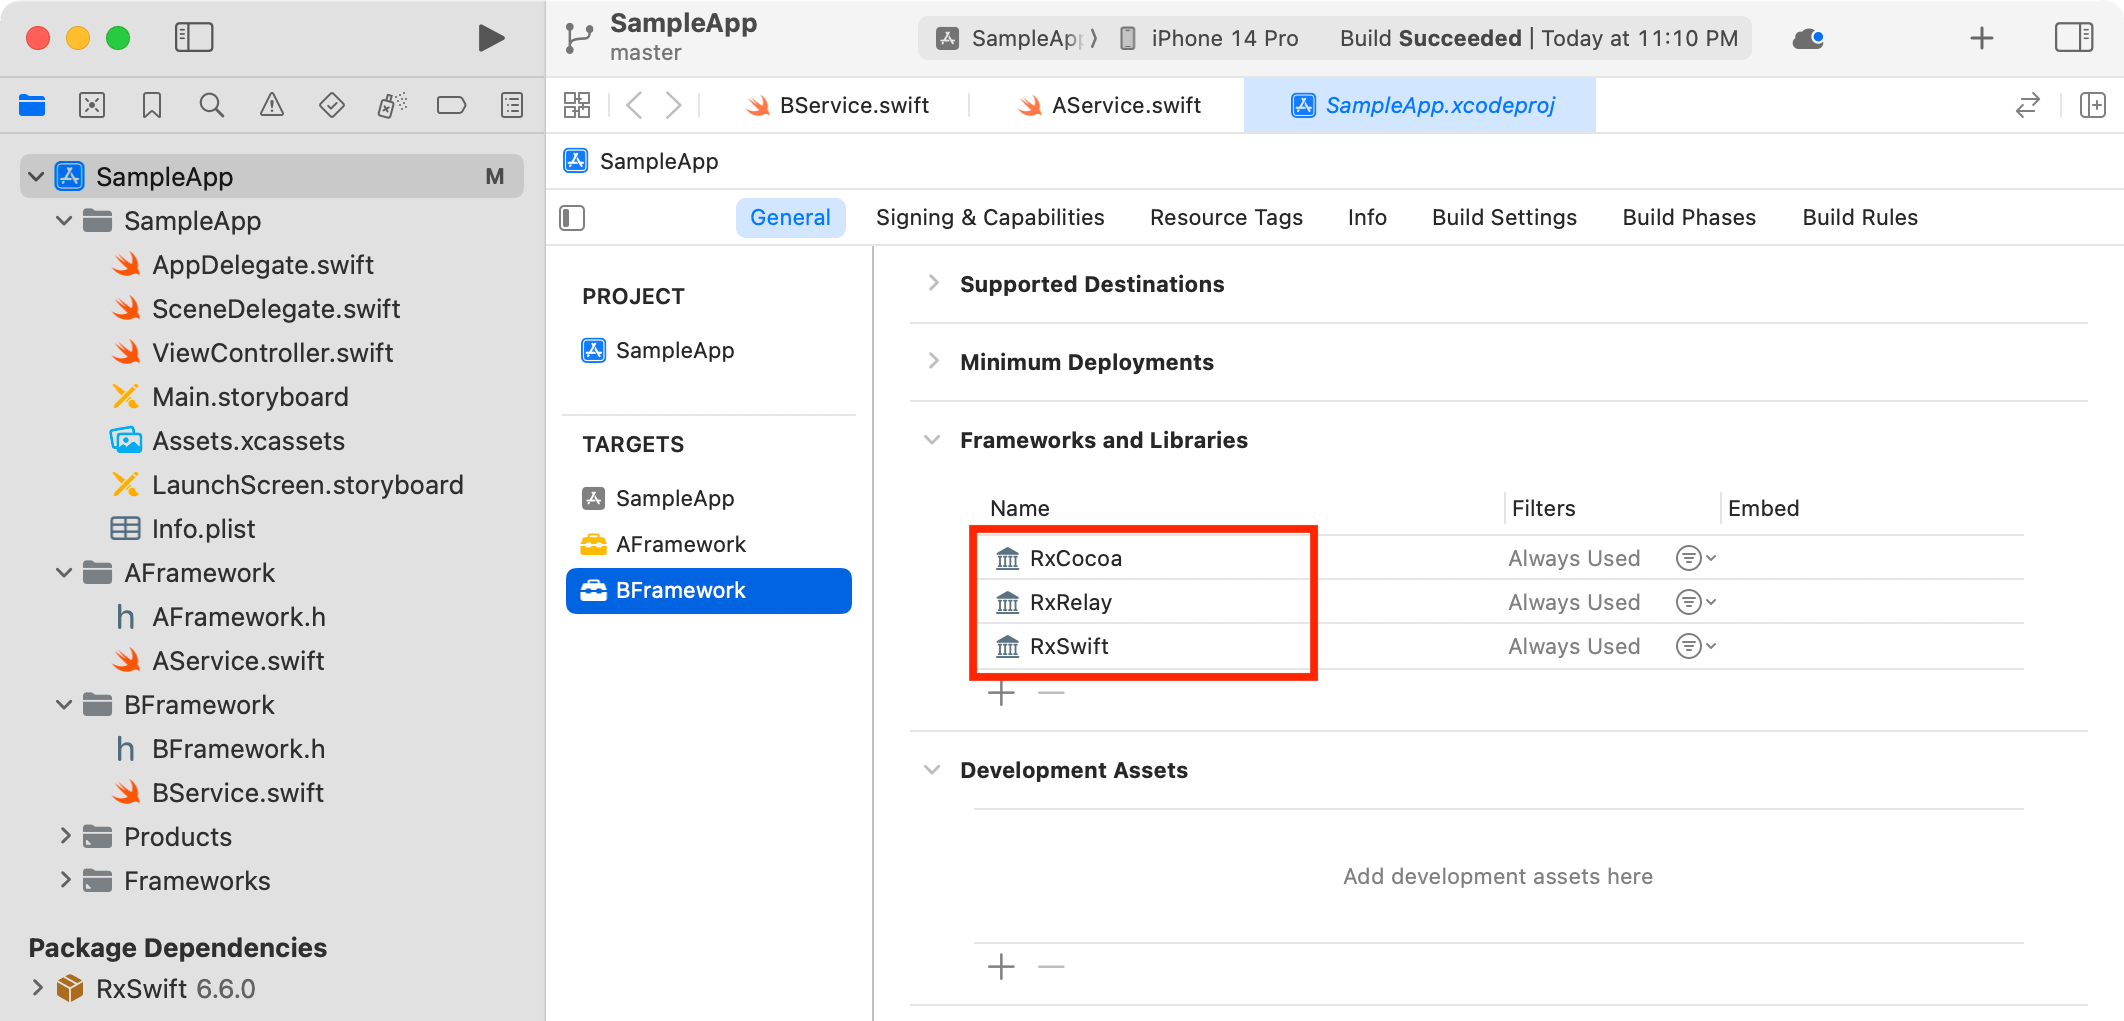 SampleApp
master
SampleApp
iPhone 14 Pro
Build Succeeded | Today at 11:10 PM
BService.swift
AService.swift
SampleApp.xcodeproj
SampleApp
M
SampleApp
AppDelegate.swift
SceneDelegate.swift
ViewController.swift
Main.storyboard
Assets.xcassets
LaunchScreen.storyboard
Info.plist
AFramework
h AFramework.h
AService.swift
BFramework
h BFramework.h
BService.swift
Products
Frameworks
Package Dependencies
RxSwift 6.6.0
SampleApp
General
Signing & Capabilities
Resource Tags
Info
Build Settings
Build Phases
Build Rules
PROJECT
SampleApp
TARGETS
SampleApp
AFramework
BFramework
Supported Destinations
Minimum Deployments
Frameworks and Libraries
Name
Filters
Embed
RxCocoa
Always Used
RxRelay
Always Used
RxSwift
Always Used
Development Assets
Add development assets here